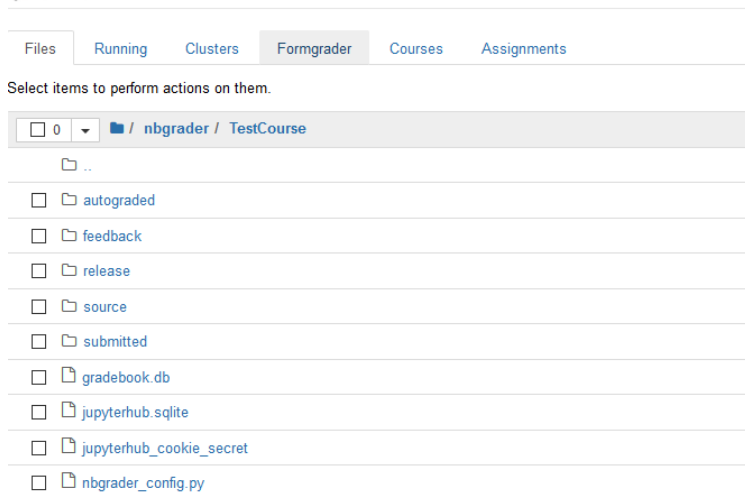 Files Running Clusters Formgrader Courses Assignments
Select items to perform actions on them.
0 / nbgrader / TestCourse
..
autograded
feedback
release
source
submitted
gradebook.db
jupyterhub.sqlite
jupyterhub_cookie_secret
nbgrader_config.py